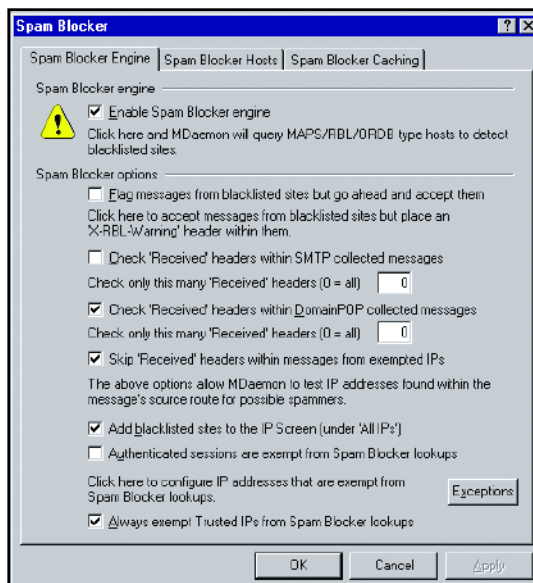 Spam Blocker
Spam Blocker Engine
Spam Blocker Hosts
Spam Blocker Caching
Spam Blocker engine
Enable Spam Blocker engine
Click here and MDaemon will query MAPS/RBL/ORDB type hosts to detect
blacklisted sites.
Spam Blocker options
Flag messages from blacklisted sites but go ahead and accept them
Click here to accept messages from blacklisted sites but place an
'X-RBL-Warning' header within them.
Check 'Received' headers within SMTP collected messages
Check only this many 'Received' headers (0 = all) 0
Check 'Received' headers within DomainPOP collected messages
Check only this many 'Received' headers (0 = all) 0
Skip 'Received' headers within messages from exempted IPs
The above options allow MDaemon to test IP addresses found within the
message's source route for possible spammers.
Add blacklisted sites to the IP Screen (under 'All IPs')
Authenticated sessions are exempt from Spam Blocker lookups
Click here to configure IP addresses that are exempt from
Spam Blocker lookups.
Exceptions
Always exempt Trusted IPs from Spam Blocker lookups
OK
Cancel
Apply